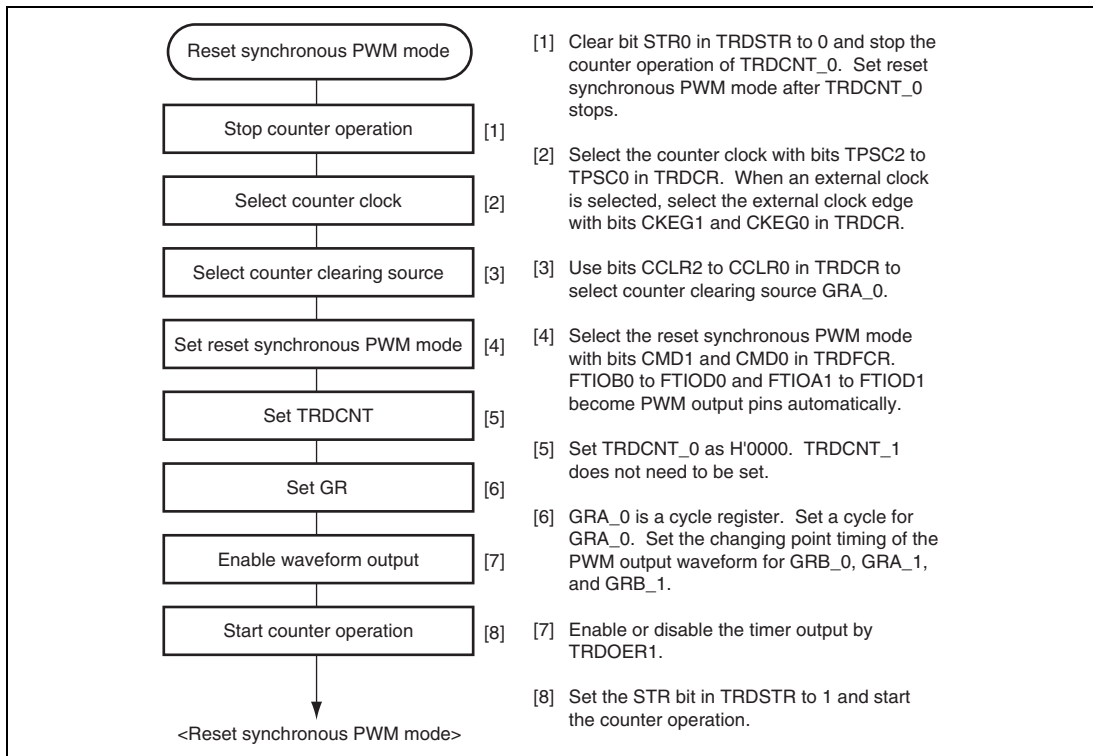 Reset synchronous PWM mode
Stop counter operation [1]
Select counter clock [2]
Select counter clearing source [3]
Set reset synchronous PWM mode [4]
Set TRDCNT [5]
Set GR [6]
Enable waveform output [7]
Start counter operation [8]
<Reset synchronous PWM mode>
[1] Clear bit STR0 in TRDSTR to 0 and stop the
counter operation of TRDCNT_0. Set reset
synchronous PWM mode after TRDCNT_0
stops.
[2] Select the counter clock with bits TPSC2 to
TPSC0 in TRDCR. When an external clock
is selected, select the external clock edge
with bits CKEG1 and CKEG0 in TRDCR.
[3] Use bits CCLR2 to CCLR0 in TRDCR to
select counter clearing source GRA_0.
[4] Select the reset synchronous PWM mode
with bits CMD1 and CMD0 in TRDFCR.
FTIOB0 to FTIOD0 and FTIOA1 to FTIOD1
become PWM output pins automatically.
[5] Set TRDCNT_0 as H'0000. TRDCNT_1
does not need to be set.
[6] GRA_0 is a cycle register. Set a cycle for
GRA_0. Set the changing point timing of the
PWM output waveform for GRB_0, GRA_1,
and GRB_1.
[7] Enable or disable the timer output by
TRDOER1.
[8] Set the STR bit in TRDSTR to 1 and start
the counter operation.